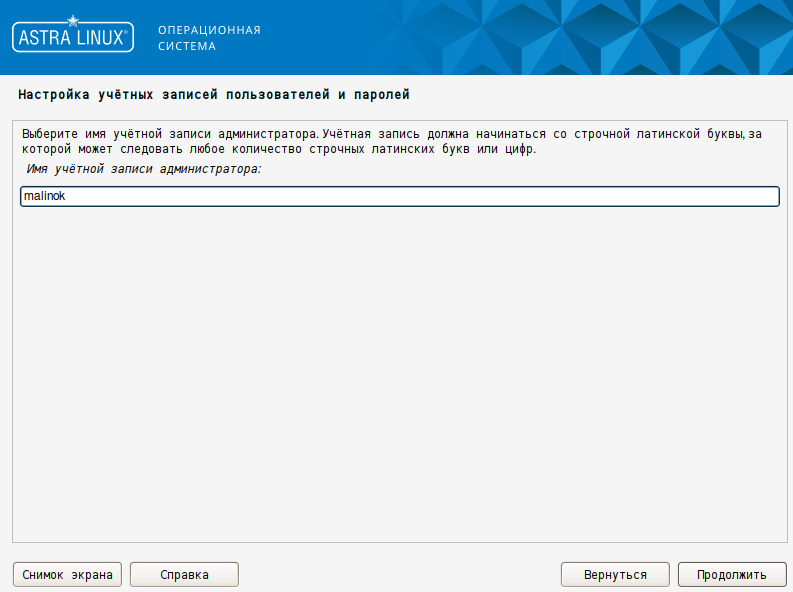 ASTRA LINUX®
ОПЕРАЦИОННАЯ
СИСТЕМА
Настройка учётных записей пользователей и паролей
Выберите имя учётной записи администратора. Учётная запись должна начинаться со строчной латинской буквы, за
которой может следовать любое количество строчных латинских букв или цифр.
Имя учётной записи администратора:
malinok
Снимок экрана
Справка
Вернуться
Продолжить